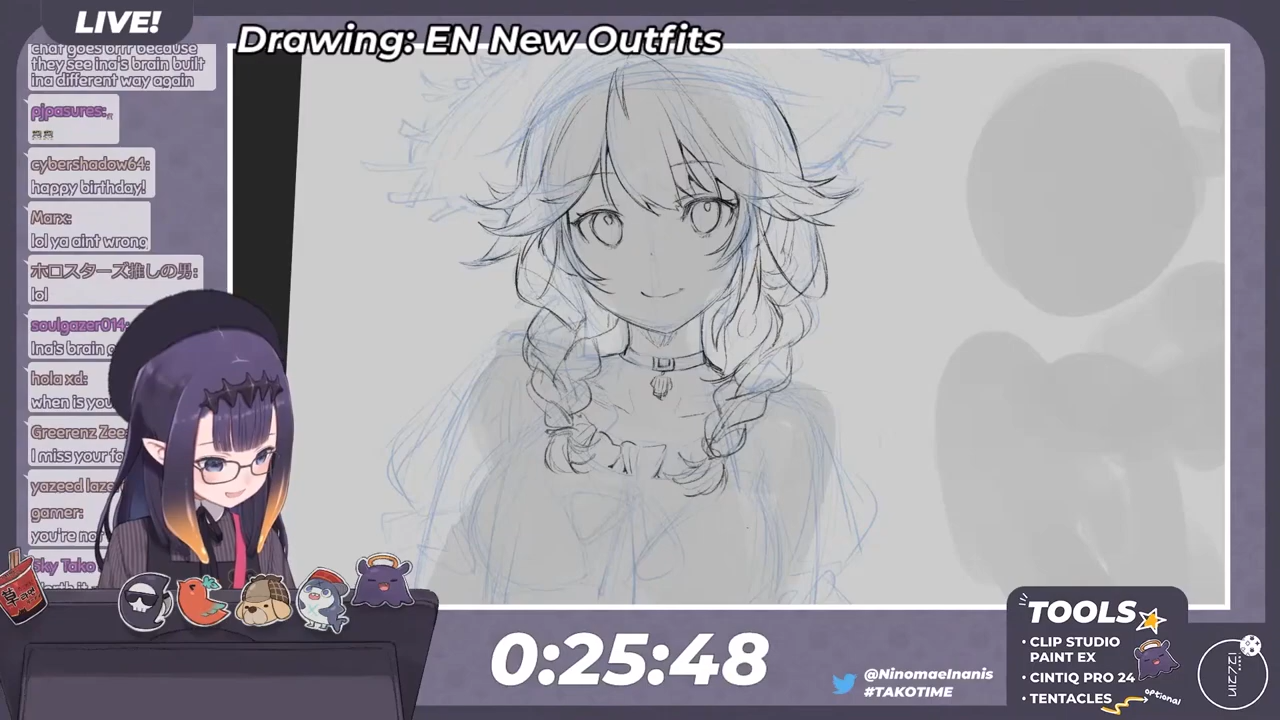 LIVE!
Drawing: EN New Outfits
chat goes brrr because
they see ina's brain built
ina different way again
pjpasures:
cybershadow64:
happy birthday!
Marx:
lol ya aint wrong
ホロスターズ推しの男:
lol
soulgazer014:
Ina's brain
hola xd:
when is you
Greerenz Zee
I miss your fo
yazeed laze
gamer:
you're no
Sky Tako
0:25:48
@NinomaeInanis
#TAKOTIME
TOOLS
• CLIP STUDIO
PAINT EX
• CINTIQ PRO 24
• TENTACLES
optional